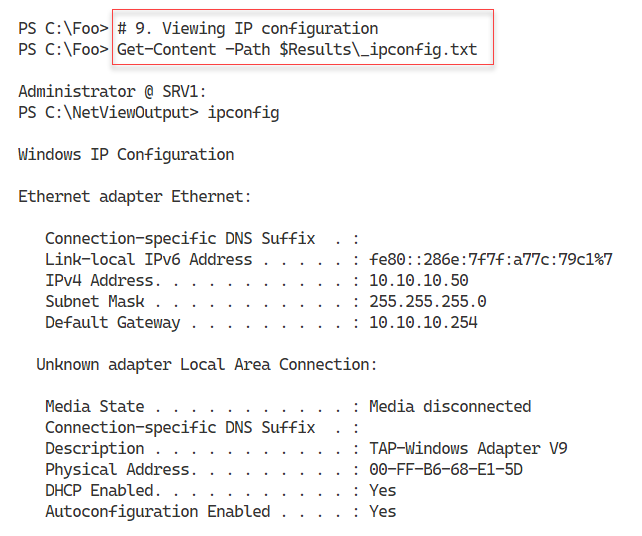 PS C:\Foo> # 9. Viewing IP configuration
PS C:\Foo> Get-Content -Path $Results\_ipconfig.txt
Administrator @ SRV1:
PS C:\NetViewOutput> ipconfig
Windows IP Configuration
Ethernet adapter Ethernet:
Connection-specific DNS Suffix  . :
Link-local IPv6 Address . . . . . : fe80::286e:7f7f:a77c:79c1%7
IPv4 Address. . . . . . . . . . . : 10.10.10.50
Subnet Mask . . . . . . . . . . . : 255.255.255.0
Default Gateway . . . . . . . . . : 10.10.10.254
Unknown adapter Local Area Connection:
Media State . . . . . . . . . . . : Media disconnected
Connection-specific DNS Suffix  . :
Description . . . . . . . . . . . : TAP-Windows Adapter V9
Physical Address. . . . . . . . . : 00-FF-B6-68-E1-5D
DHCP Enabled. . . . . . . . . . . : Yes
Autoconfiguration Enabled . . . . : Yes